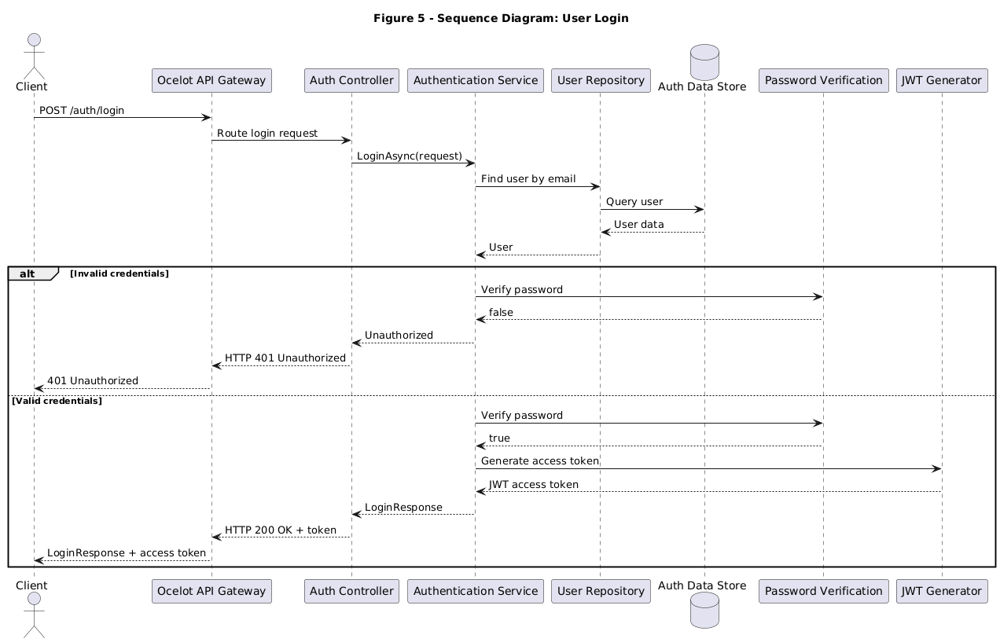 Figure 5 - Sequence Diagram: User Login
Client
Ocelot API Gateway
Auth Controller
Authentication Service
User Repository
Auth Data Store
Password Verification
JWT Generator
POST /auth/login
Route login request
LoginAsync(request)
Find user by email
Query user
User data
User
alt
[Invalid credentials]
Verify password
false
Unauthorized
HTTP 401 Unauthorized
401 Unauthorized
[Valid credentials]
Verify password
true
Generate access token
JWT access token
LoginResponse
HTTP 200 OK + token
LoginResponse + access token
Client
Ocelot API Gateway
Auth Controller
Authentication Service
User Repository
Auth Data Store
Password Verification
JWT Generator